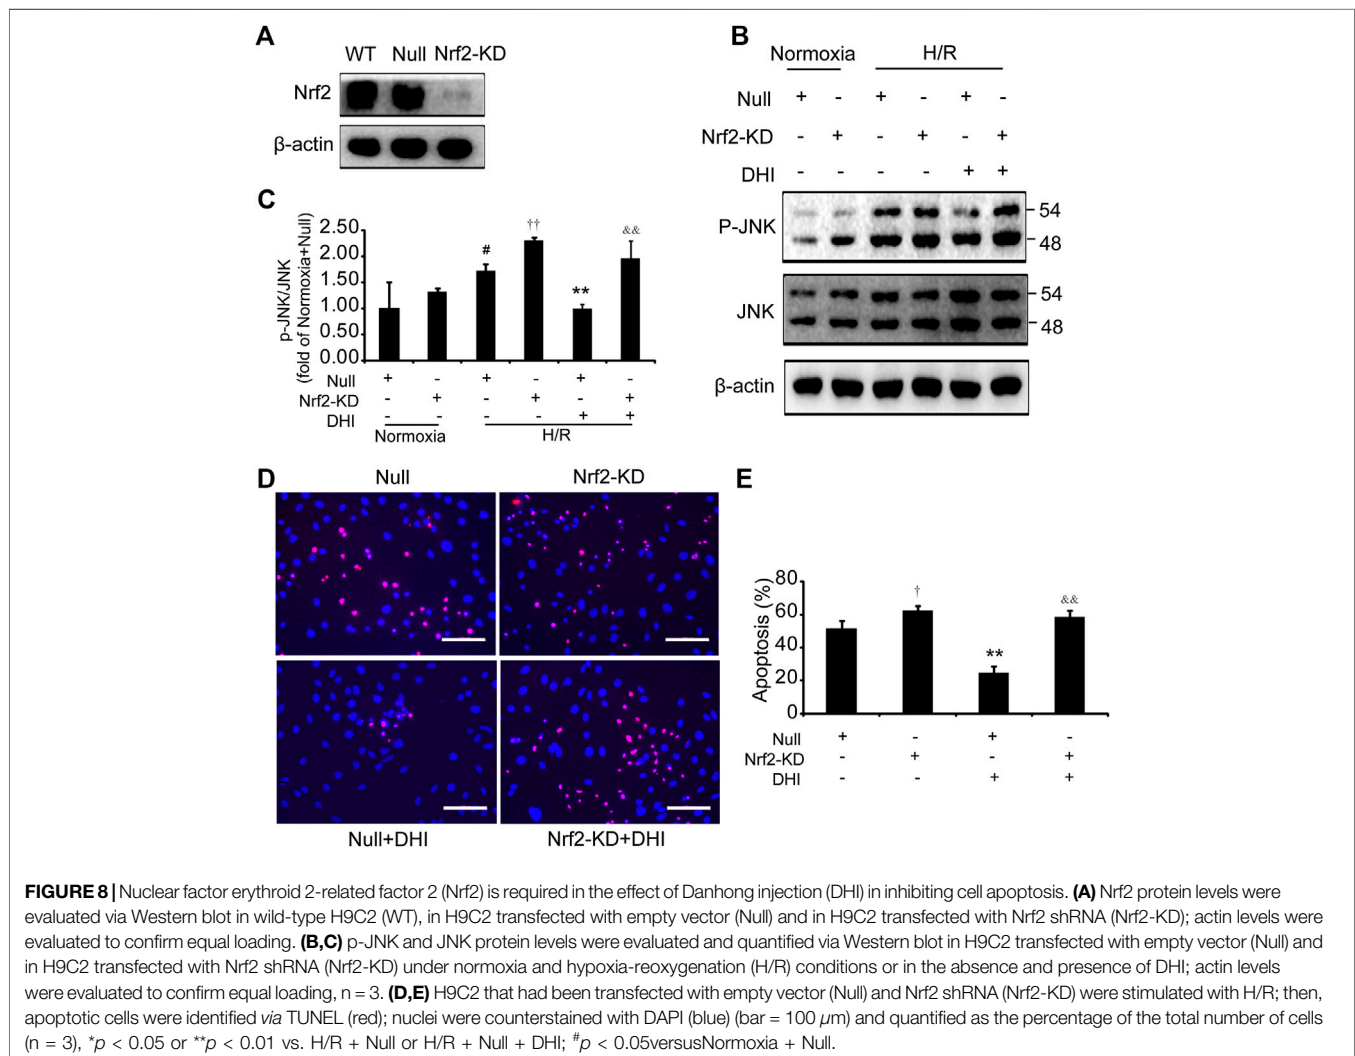 A
WT Null Nrf2-KD
Nrf2
β-actin
B
Normoxia H/R
Null + - + - + -
Nrf2-KD - + - + - +
DHI - - - - + +
P-JNK
54
48
JNK
54
48
β-actin
C
p-JNK/JNK
(fold of Normoxia+Null)
2.50
2.00
1.50
1.00
0.50
0.00
# †† ** &&
Null + - + - + -
Nrf2-KD - + - + - +
DHI - - - - + +
Normoxia H/R
D
Null Nrf2-KD
Null+DHI Nrf2-KD+DHI
E
Apoptosis (%)
80
60
40
20
0
† ** &&
Null + - + -
Nrf2-KD - + - +
DHI - - + +
FIGURE 8 | Nuclear factor erythroid 2-related factor 2 (Nrf2) is required in the effect of Danhong injection (DHI) in inhibiting cell apoptosis. (A) Nrf2 protein levels were
evaluated via Western blot in wild-type H9C2 (WT), in H9C2 transfected with empty vector (Null) and in H9C2 transfected with Nrf2 shRNA (Nrf2-KD); actin levels were
evaluated to confirm equal loading. (B,C) p-JNK and JNK protein levels were evaluated and quantified via Western blot in H9C2 transfected with empty vector (Null) and
in H9C2 transfected with Nrf2 shRNA (Nrf2-KD) under normoxia and hypoxia-reoxygenation (H/R) conditions or in the absence and presence of DHI; actin levels
were evaluated to confirm equal loading, n = 3. (D,E) H9C2 that had been transfected with empty vector (Null) and Nrf2 shRNA (Nrf2-KD) were stimulated with H/R; then,
apoptotic cells were identified via TUNEL (red); nuclei were counterstained with DAPI (blue) (bar = 100 µm) and quantified as the percentage of the total number of cells
(n = 3), *p < 0.05 or **p < 0.01 vs. H/R + Null or H/R + Null + DHI; #p < 0.05versusNormoxia + Null.